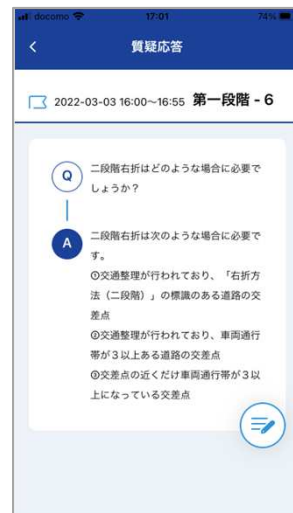 docomo 17:01 74%
質疑応答
2022-03-03 16:00~16:55 第一段階 - 6
Q 二段階右折はどのような場合に必要で
しょうか?
A 二段階右折は次のような場合に必要で
す。
①交通整理が行われており、「右折方
法(二段階)」の標識のある道路の交
差点
②交通整理が行われており、車両通行
帯が3以上ある道路の交差点
③交差点の近くだけ車両通行帯が3以
上になっている交差点